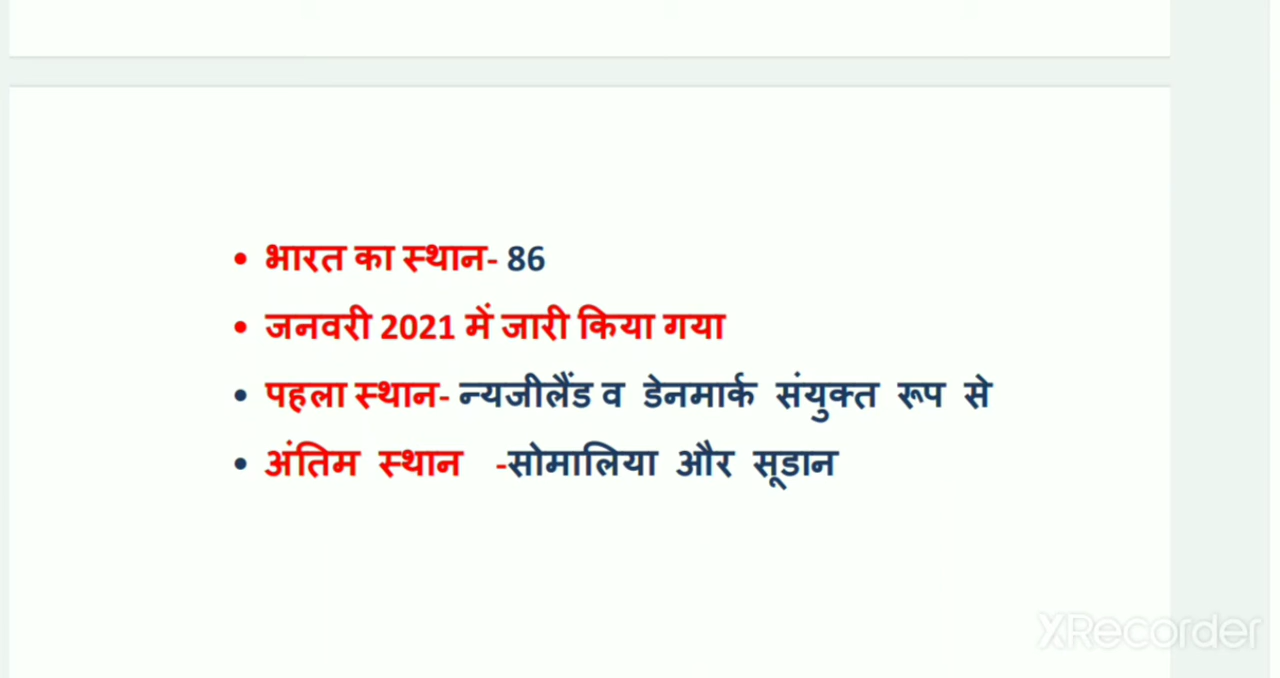 • भारत का स्थान- 86
• जनवरी 2021 में जारी किया गया
• पहला स्थान- न्यजीलैंड व डेनमार्क संयुक्त रूप से
• अंतिम स्थान -सोमालिया और सूडान
XRecorder